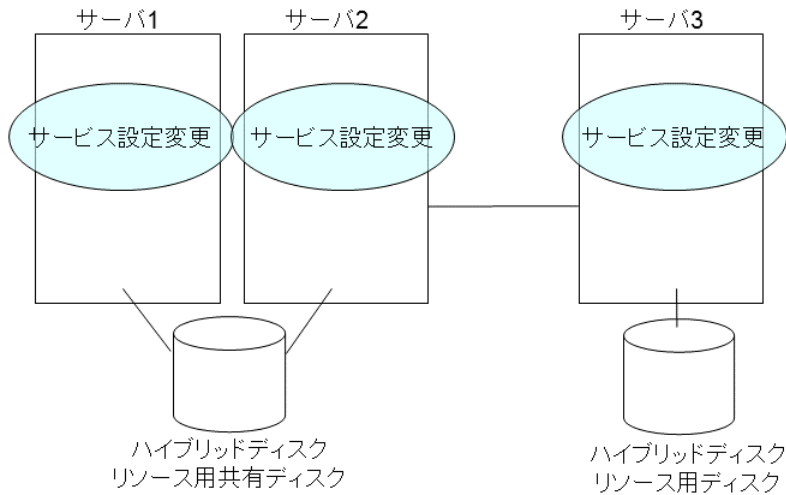 サーバ1
サーバ2
サーバ3
サービス設定変更
サービス設定変更
サービス設定変更
ハイブリッドディスク
リソース用共有ディスク
ハイブリッドディスク
リソース用ディスク